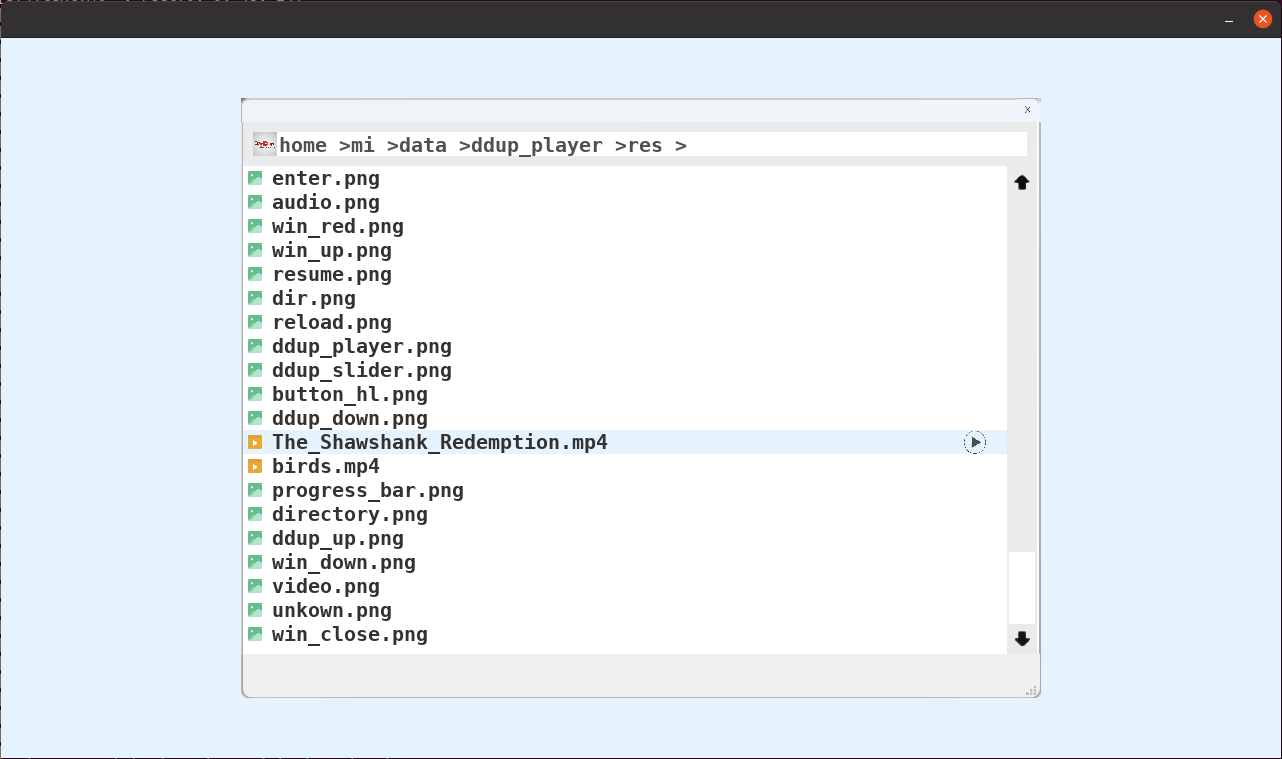 home >mi >data >ddup_player >res >
enter.png
audio.png
win_red.png
win_up.png
resume.png
dir.png
reload.png
ddup_player.png
ddup_slider.png
button_hl.png
ddup_down.png
The_Shawshank_Redemption.mp4
birds.mp4
progress_bar.png
directory.png
ddup_up.png
win_down.png
video.png
unkown.png
win_close.png